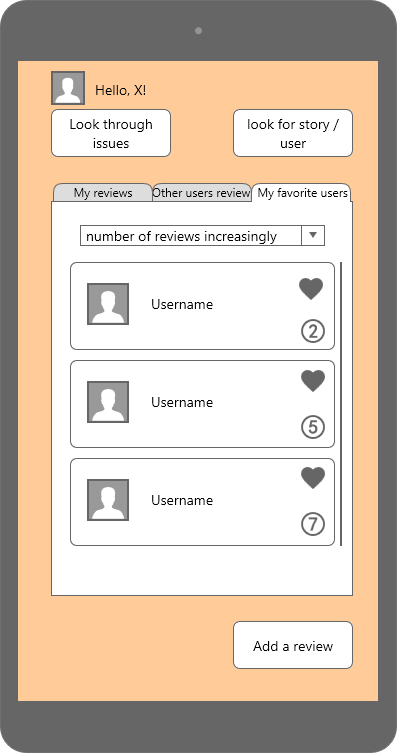 Hello, X!
Look through
issues
look for story /
user
My reviews
Other users review
My favorite users
number of reviews increasingly
Username
2
Username
5
Username
7
Add a review